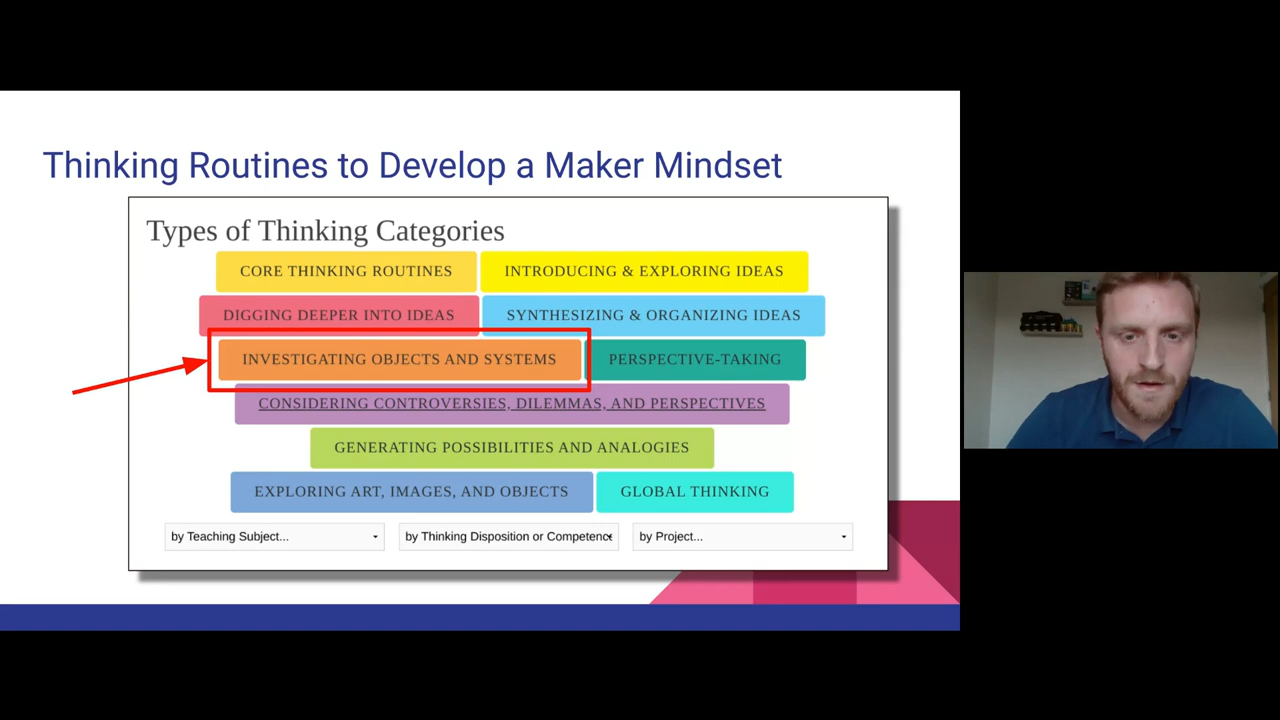 Thinking Routines to Develop a Maker Mindset
Types of Thinking Categories
CORE THINKING ROUTINES
INTRODUCING & EXPLORING IDEAS
DIGGING DEEPER INTO IDEAS
SYNTHESIZING & ORGANIZING IDEAS
INVESTIGATING OBJECTS AND SYSTEMS
PERSPECTIVE-TAKING
CONSIDERING CONTROVERSIES, DILEMMAS, AND PERSPECTIVES
GENERATING POSSIBILITIES AND ANALOGIES
EXPLORING ART, IMAGES, AND OBJECTS
GLOBAL THINKING
by Teaching Subject...
by Thinking Disposition or Competenc
by Project...